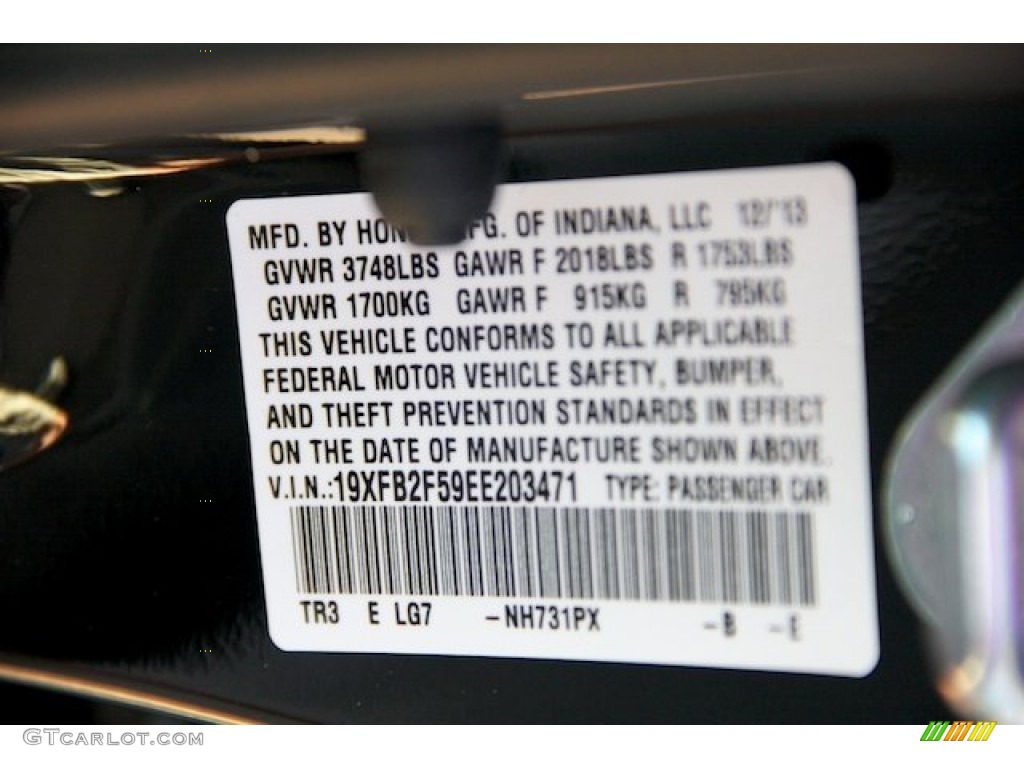 MFD. BY HON FG. OF INDIANA, LLC 12/13
GVWR 3748LBS GAWR F 2018LBS R 1753LBS
GVWR 1700KG GAWR F 915KG R 795KG
THIS VEHICLE CONFORMS TO ALL APPLICABLE
FEDERAL MOTOR VEHICLE SAFETY, BUMPER,
AND THEFT PREVENTION STANDARDS IN EFFECT
ON THE DATE OF MANUFACTURE SHOWN ABOVE.
V.I.N.:19XFB2F59EE203471 TYPE: PASSENGER CAR
TR3 E LG7 –NH731PX –B –E
GTCARLOT.COM